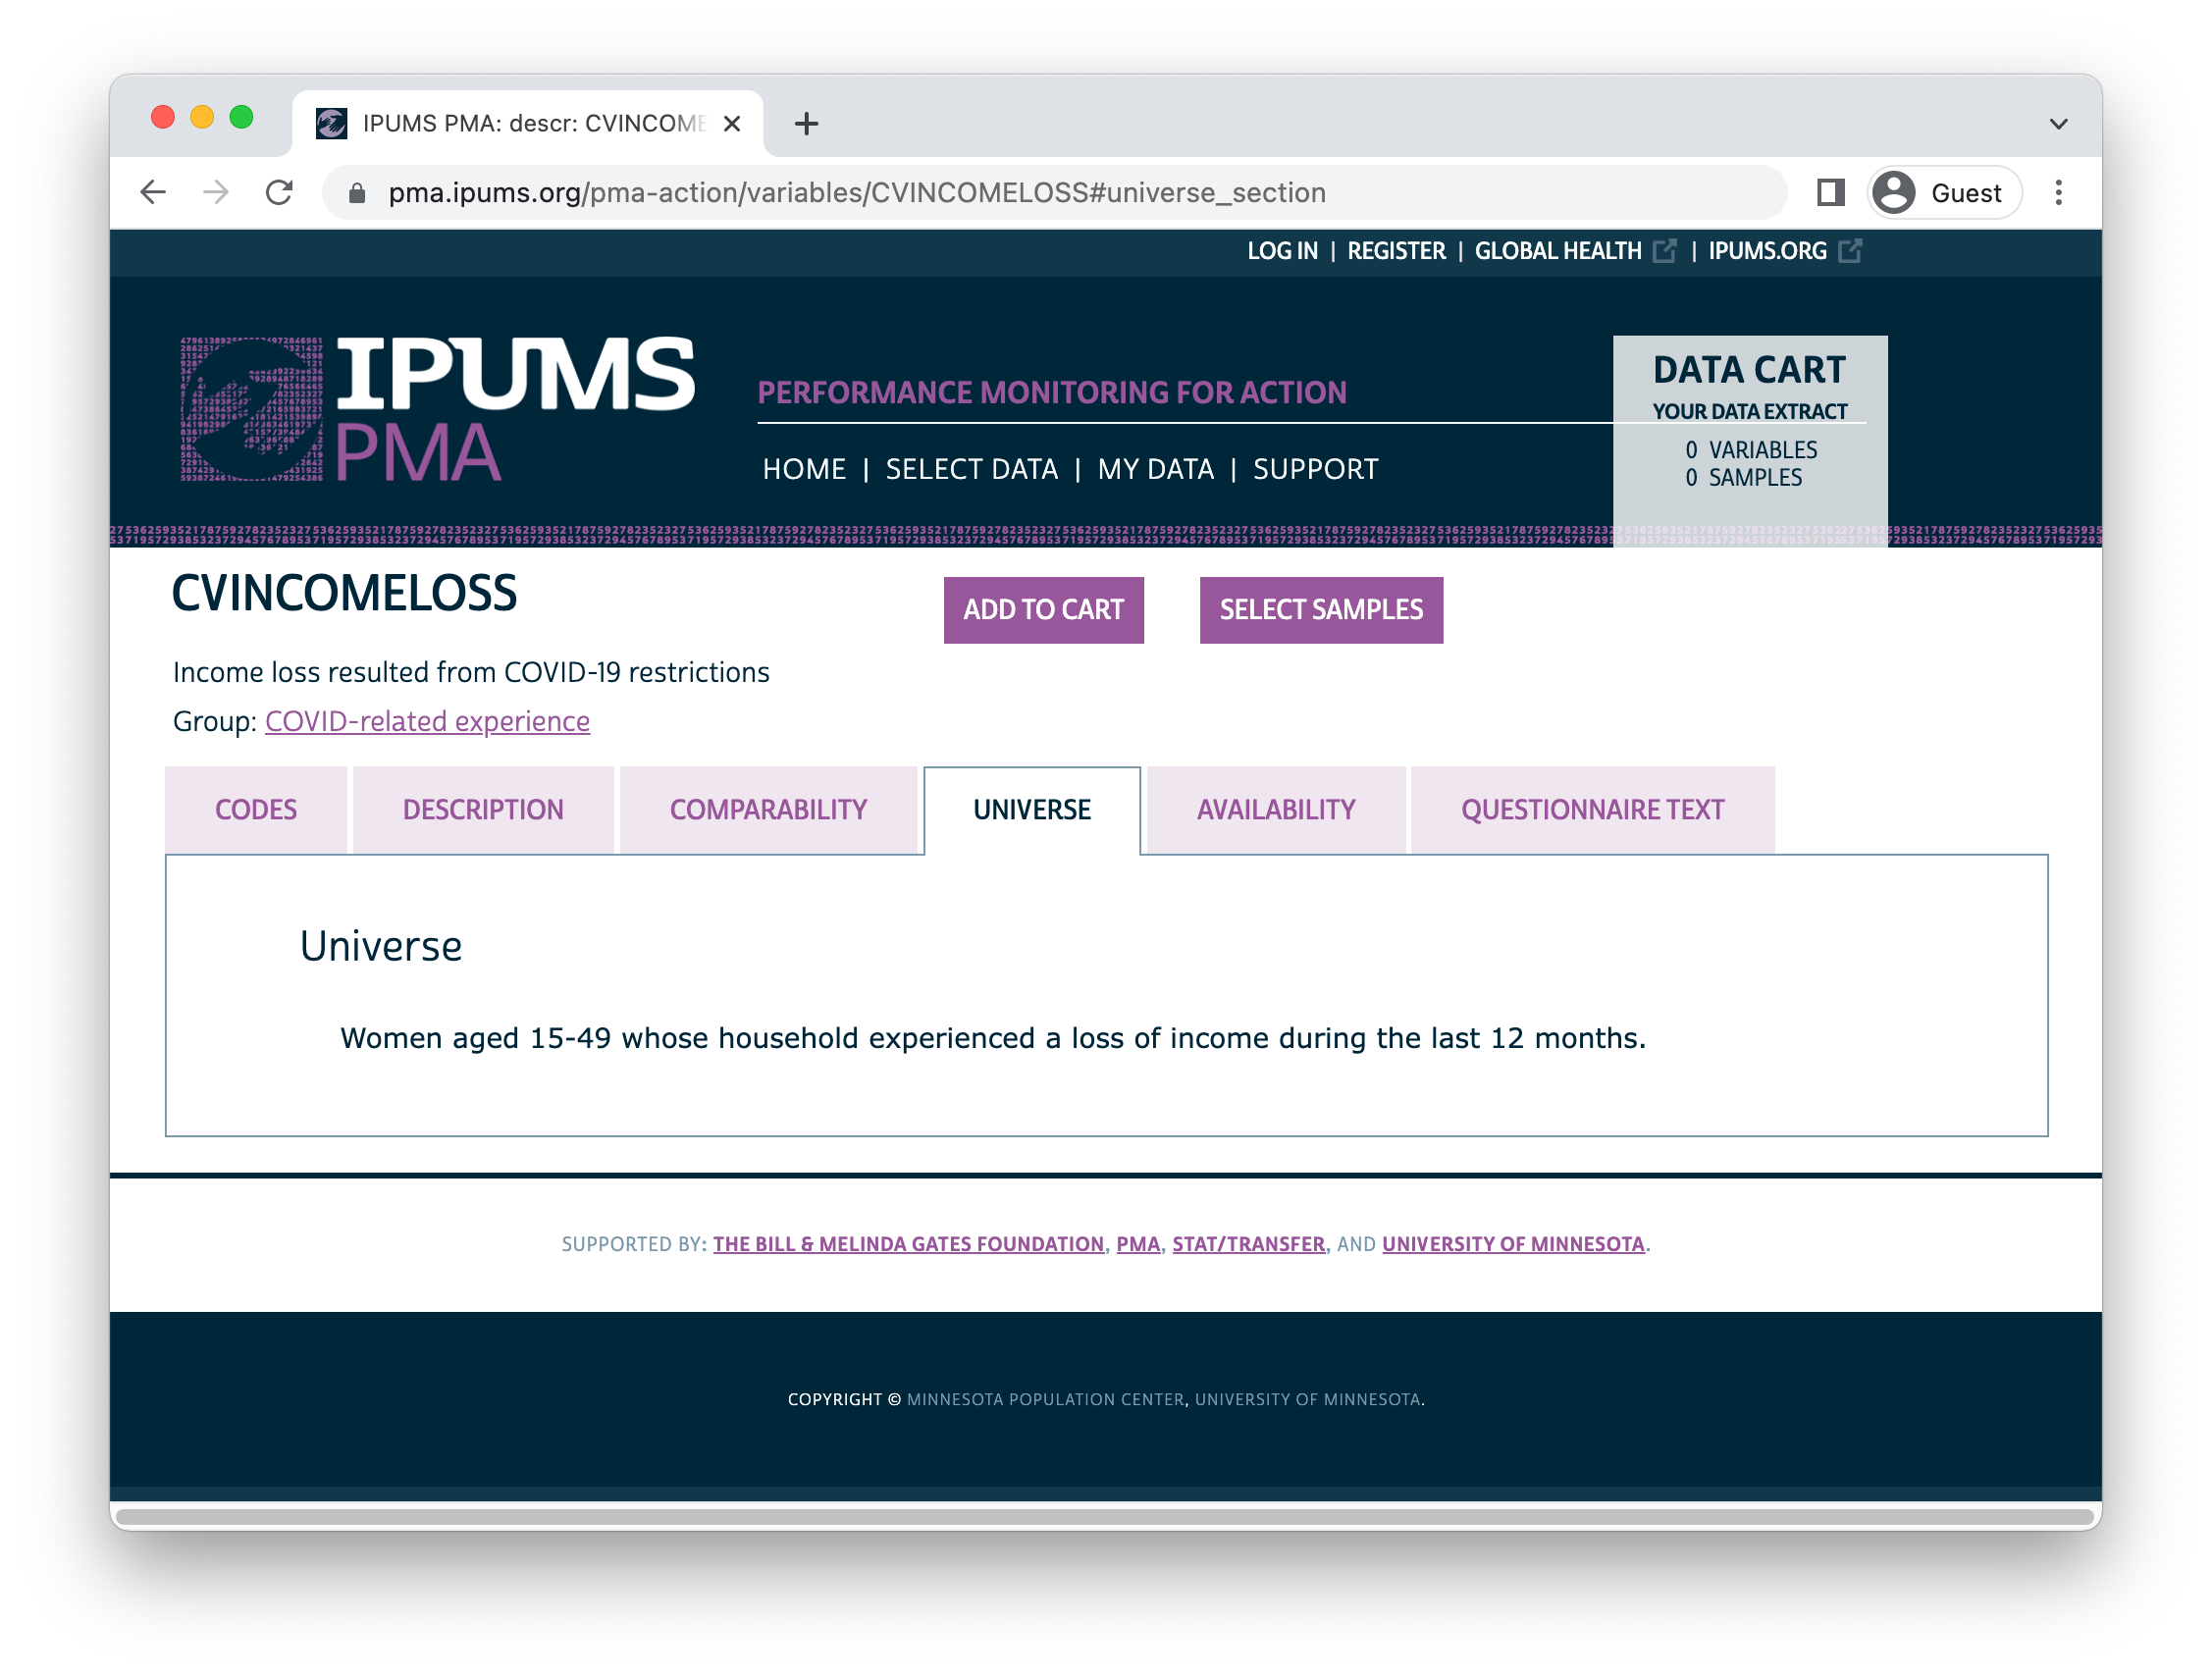 IPUMS PMA: descr: CVINCOME
pma.ipums.org/pma-action/variables/CVINCOMELOSS#universe_section
Guest
LOG IN | REGISTER | GLOBAL HEALTH | IPUMS.ORG
IPUMS
PMA
PERFORMANCE MONITORING FOR ACTION
HOME | SELECT DATA | MY DATA | SUPPORT
DATA CART
YOUR DATA EXTRACT
0 VARIABLES
0 SAMPLES
CVINCOMELOSS
ADD TO CART
SELECT SAMPLES
Income loss resulted from COVID-19 restrictions
Group: COVID-related experience
CODES
DESCRIPTION
COMPARABILITY
UNIVERSE
AVAILABILITY
QUESTIONNAIRE TEXT
Universe
Women aged 15-49 whose household experienced a loss of income during the last 12 months.
SUPPORTED BY: THE BILL & MELINDA GATES FOUNDATION, PMA, STAT/TRANSFER, AND UNIVERSITY OF MINNESOTA.
COPYRIGHT © MINNESOTA POPULATION CENTER, UNIVERSITY OF MINNESOTA.